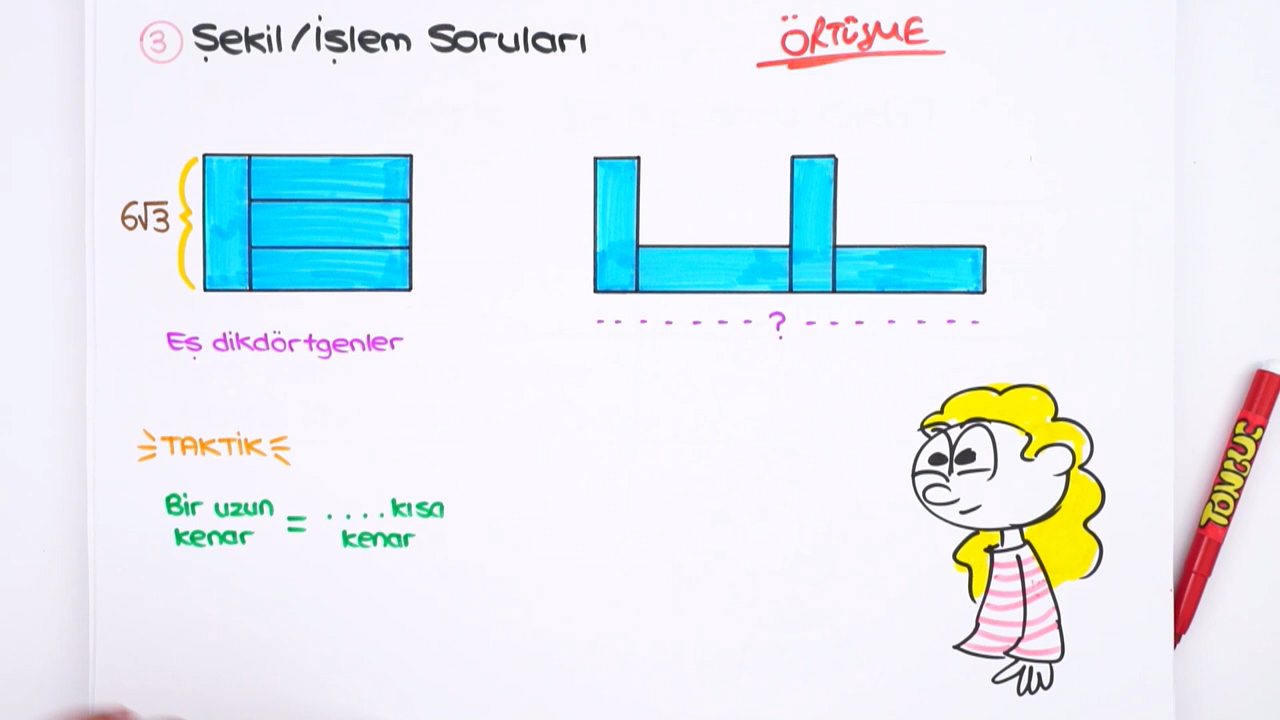 3 Şekil/İşlem Soruları
ÖRTÜŞME
6√3
Eş dikdörtgenler
?
TAKTİK
Bir uzun kenar = .... kısa kenar
TONGUÇ